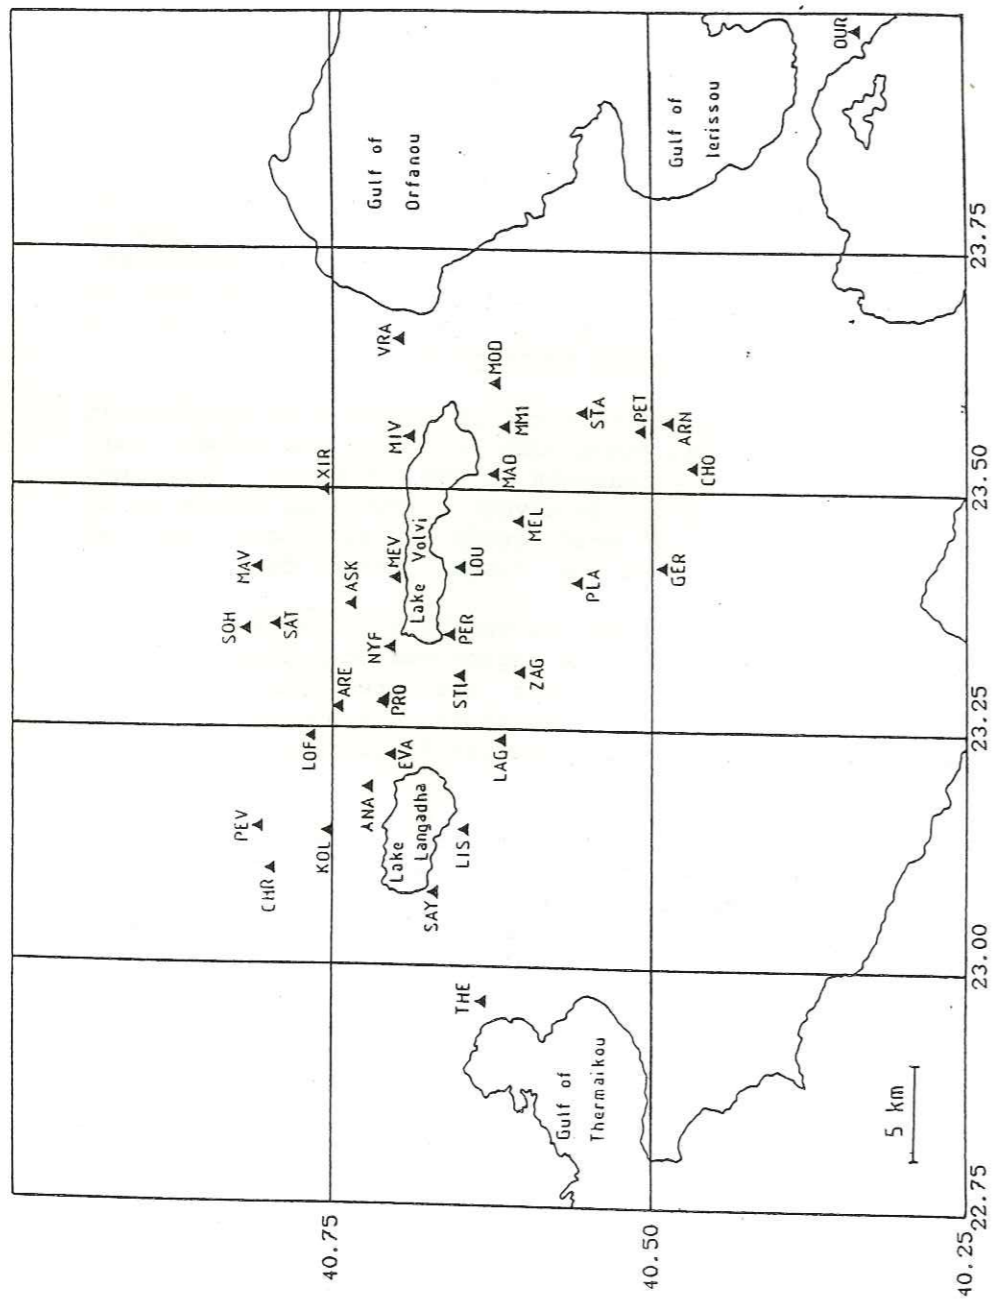 SOH
PEV
MAV
CHR
SAT
LOF
KOL
XIR
40.75
ARE
ASK
ANA
NYF
Gulf of
Orfanou
VRA
MEV
MIV
PRO
EVA
Lake
Langadha
Lake Volvi
SAY
STI
LIS
THE
PER
LOU
MOD
LAG
MAD
MM1
ZAG
MEL
Gulf of
Thermaikou
PLA
STA
PET
40.50
Gulf of
Ierissou
GER
ARN
CHO
OUR
5 km
40.25
22.75
23.00
23.25
23.50
23.75